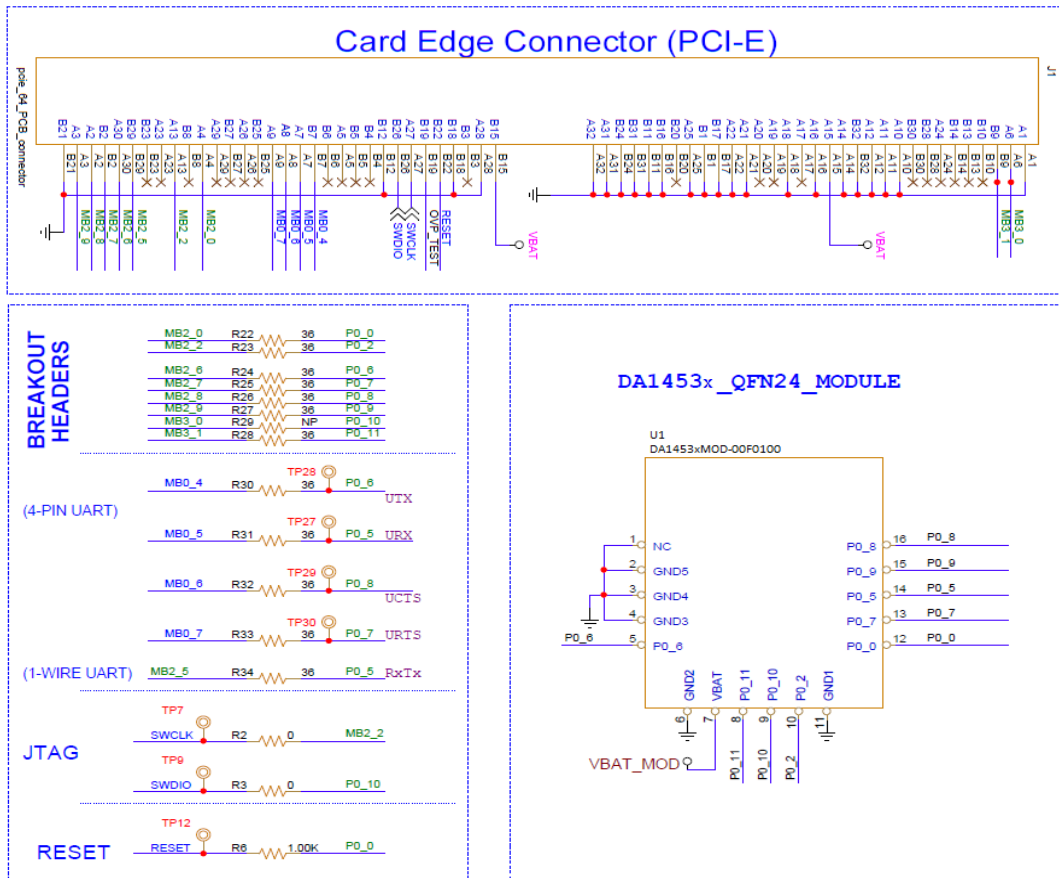 Card Edge Connector (PCI-E)
J1
pcie_64_PCB_connector
B21 A3 A2 B2 A30 B29 B23 A23 A13 B8 A4 A29 B27 A26 B25 A9 A8 A7 B7 B6 A6 B5 B4 B12 B26 A27 B19 B22 B18 B3 A28 B15
A32 A31 B24 B31 B11 B16 B20 B1 B17 A22 A21 A20 A19 A18 A17 A16 A15 A14 B32 A12 A11 A10 B30 B28 A24 B14 B13 B10 B9 A6 A1
MB2_9
MB2_8
MB2_7
MB2_6
MB2_5
MB2_2
MB2_0
MB0_7
MB0_6
MB0_5
MB0_4
SWDIO
SWCLK
OVP_TEST
RESET
VBAT
VBAT
MB3_1
MB3_0
BREAKOUT
HEADERS
MB2_0 R22 36 P0_0
MB2_2 R23 36 P0_2
MB2_6 R24 36 P0_6
MB2_7 R25 36 P0_7
MB2_8 R26 36 P0_8
MB2_9 R27 36 P0_9
MB3_0 R29 NP P0_10
MB3_1 R28 36 P0_11
TP28
MB0_4 R30 36 P0_6
UTX
(4-PIN UART)
TP27
MB0_5 R31 36 P0_5 URX
TP29
MB0_6 R32 36 P0_8
UCTS
TP30
MB0_7 R33 36 P0_7 URTS
(1-WIRE UART) MB2_5 R34 36 P0_5 RxTx
TP7
SWCLK R2 0 MB2_2
JTAG
TP9
SWDIO R3 0 P0_10
TP12
RESET RESET R6 1.00K P0_0
DA1453x_QFN24_MODULE
U1
DA1453xMOD-00F0100
1 NC P0_8 16 P0_8
2 GND5 P0_9 15 P0_9
3 GND4 P0_5 14 P0_5
4 GND3 P0_7 13 P0_7
P0_6 5 P0_6 P0_0 12 P0_0
GND2 VBAT P0_11 P0_10 P0_2 GND1
6 7 8 9 10 11
VBAT_MOD P0_11 P0_10 P0_2